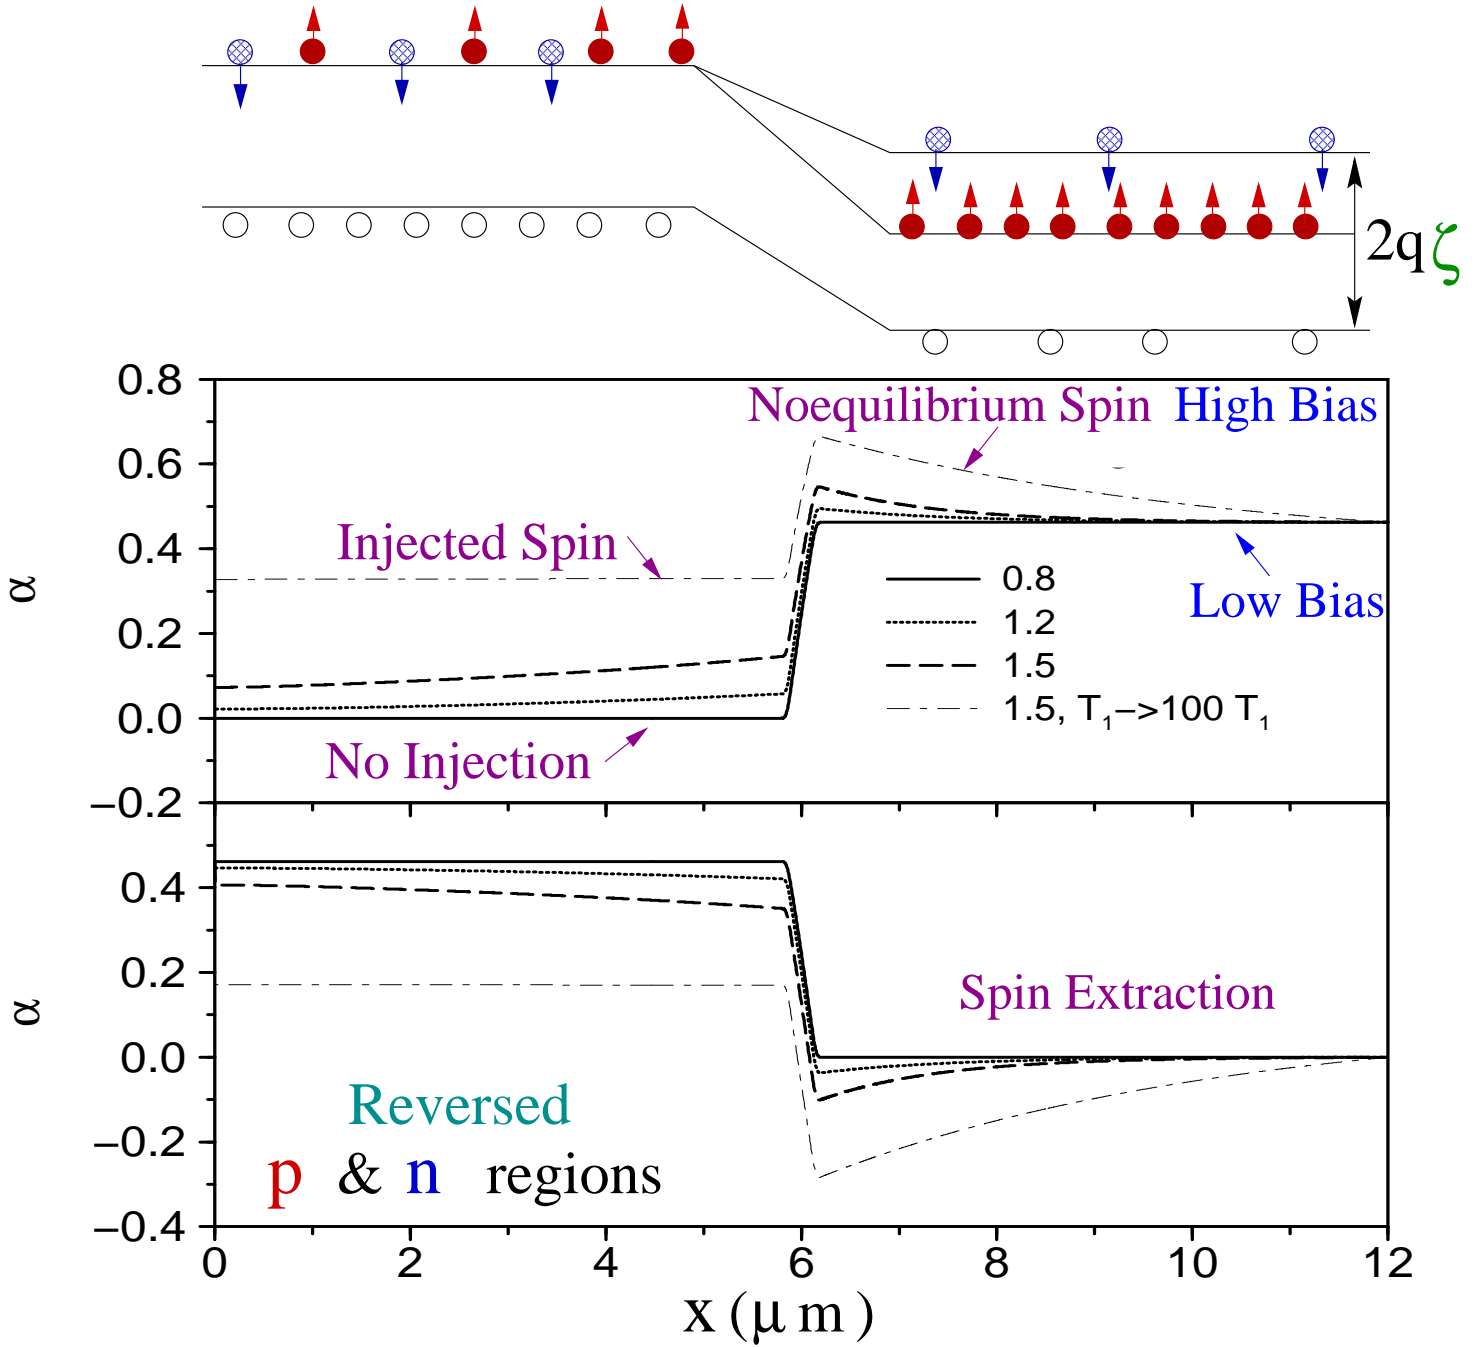 2qζ
0.8
Noequilibrium Spin High Bias
0.6
Injected Spin
0.4
0.8
Low Bias
α
1.2
0.2
1.5
1.5, T₁−>100 T₁
0.0
No Injection
−0.2
0.4
0.2
Spin Extraction
α
0.0
Reversed
−0.2
p & n regions
−0.4
0 2 4 6 8 10 12
x (μ m)